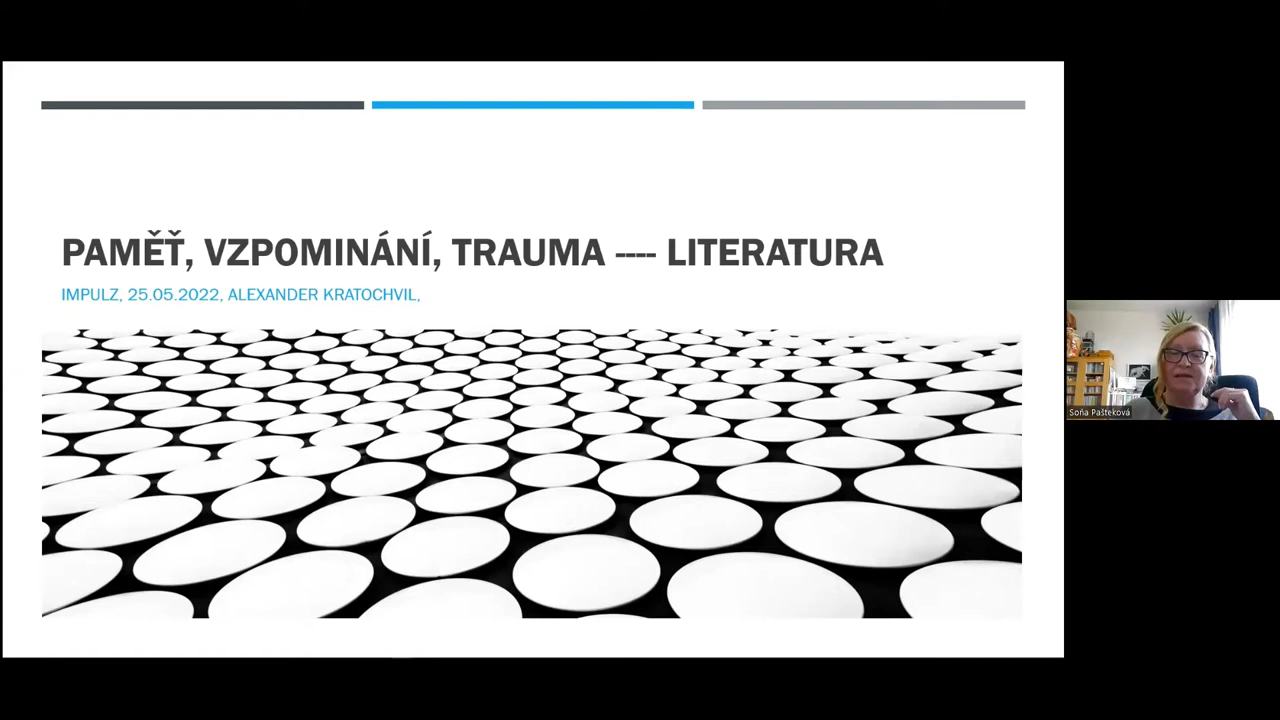 PAMĚŤ, VZPOMINÁNÍ, TRAUMA ---- LITERATURA
IMPULZ, 25.05.2022, ALEXANDER KRATOCHVIL,
Soňa Pašteková